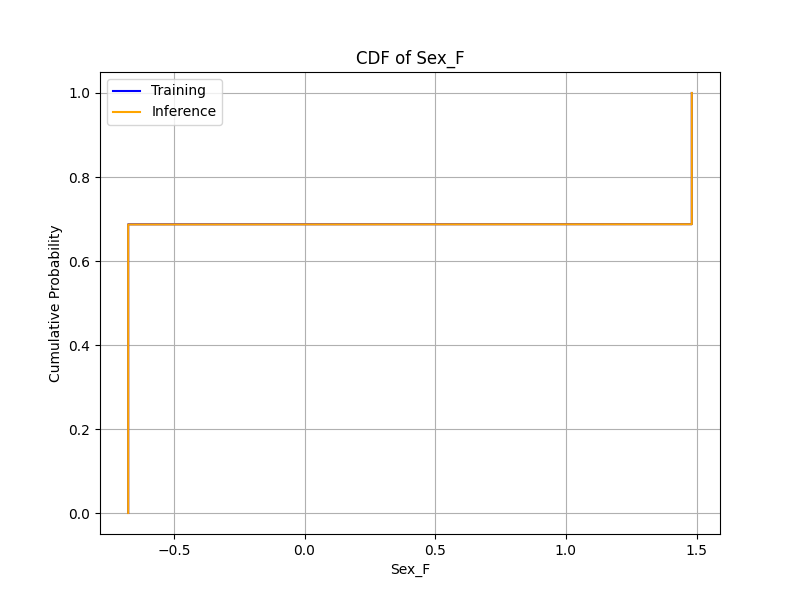 CDF of Sex_F
Training
Inference
1.0
0.8
0.6
0.4
0.2
0.0
Cumulative Probability
−0.5
0.0
0.5
1.0
1.5
Sex_F